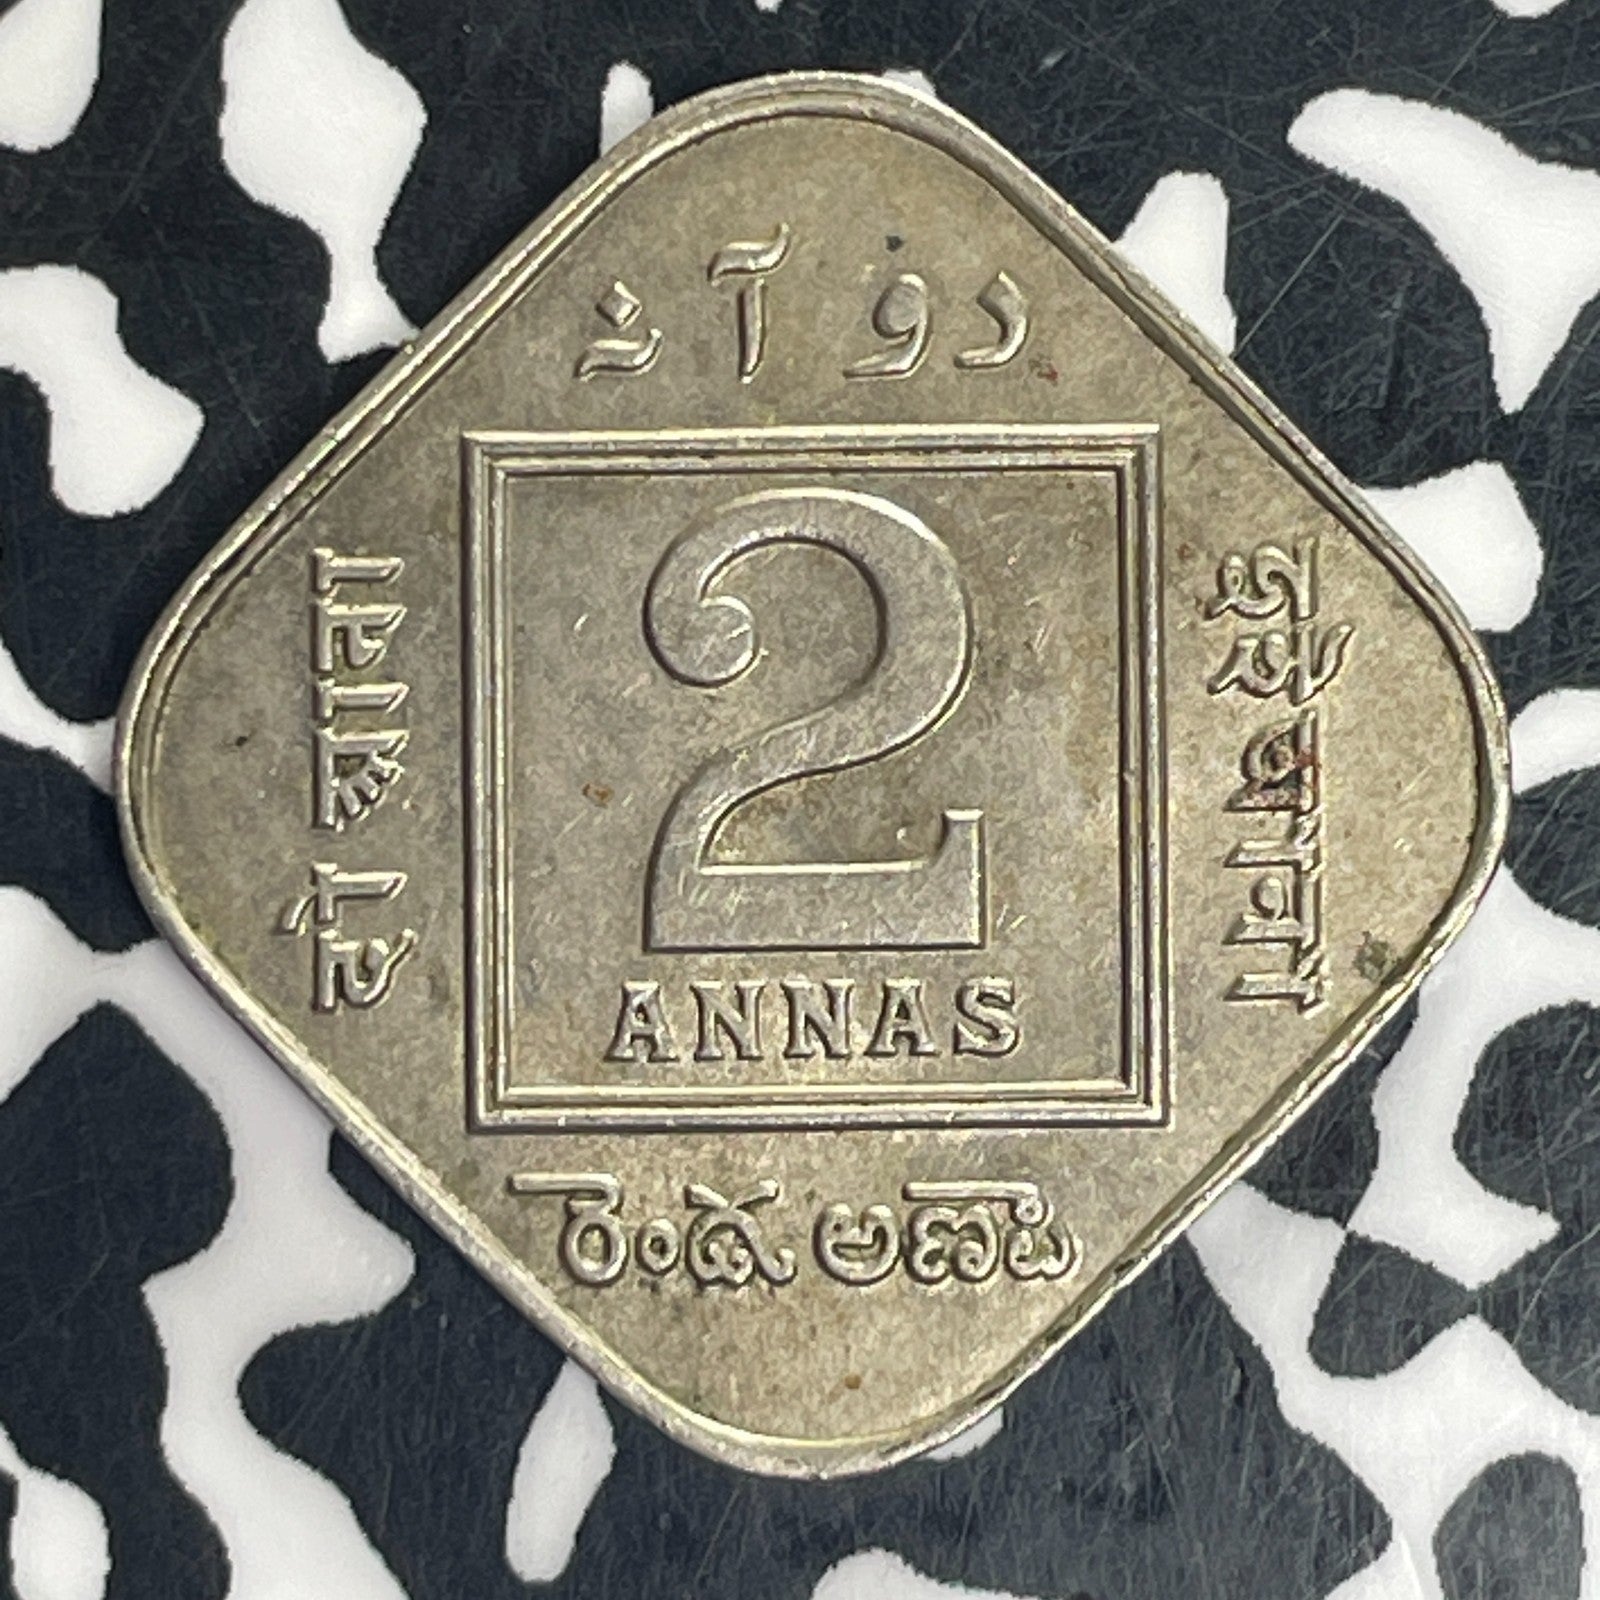 دو آنہ
दो आना
2
ANNAS
দুই আনা
రెండు అణాలు